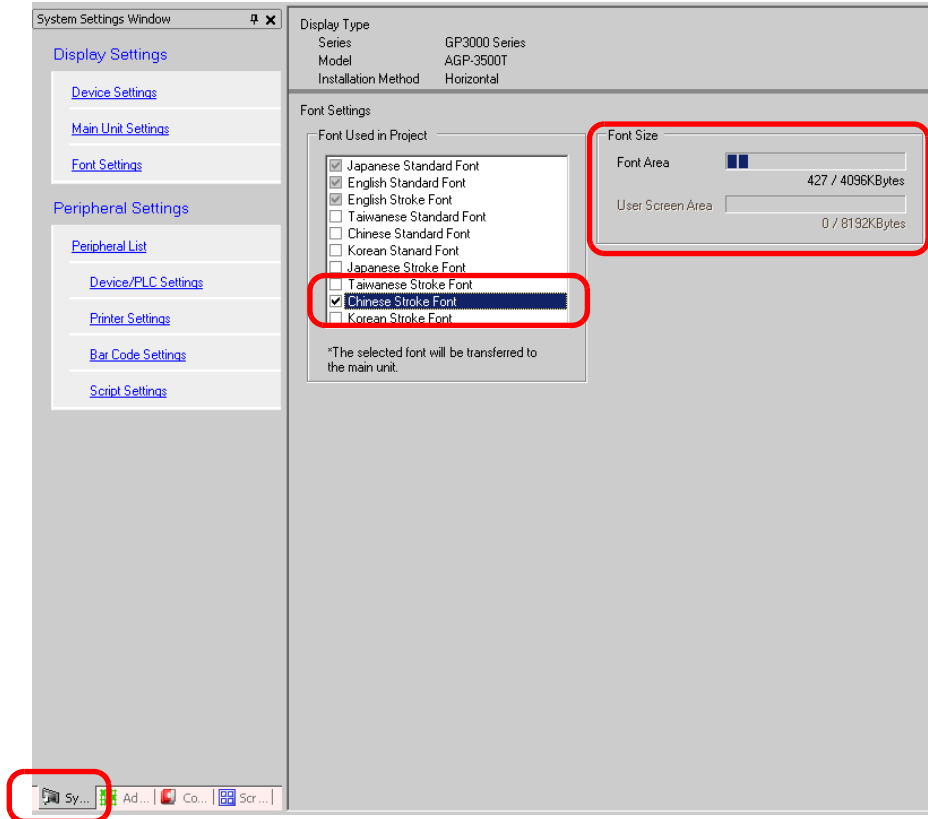 System Settings Window
Display Settings
Device Settings
Main Unit Settings
Font Settings
Peripheral Settings
Peripheral List
Device/PLC Settings
Printer Settings
Bar Code Settings
Script Settings
Sy...
Ad...
Co...
Scr...
Display Type
Series GP3000 Series
Model AGP-3500T
Installation Method Horizontal
Font Settings
Font Used in Project
Japanese Standard Font
English Standard Font
English Stroke Font
Taiwanese Standard Font
Chinese Standard Font
Korean Stanard Font
Japanese Stroke Font
Taiwanese Stroke Font
Chinese Stroke Font
Korean Stroke Font
*The selected font will be transferred to
the main unit.
Font Size
Font Area
427 / 4096KBytes
User Screen Area
0 / 8192KBytes